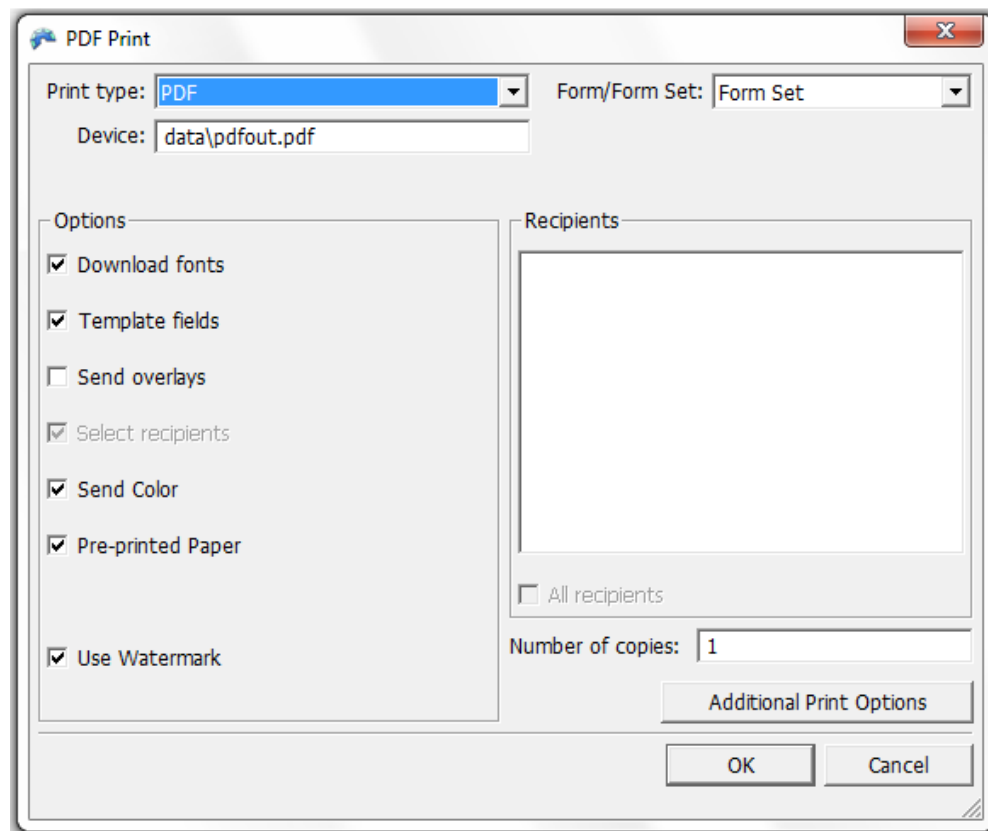 PDF Print
Print type: PDF
Form/Form Set: Form Set
Device: data\pdfout.pdf
Options
Download fonts
Template fields
Send overlays
Select recipients
Send Color
Pre-printed Paper
Use Watermark
Recipients
All recipients
Number of copies: 1
Additional Print Options
OK
Cancel